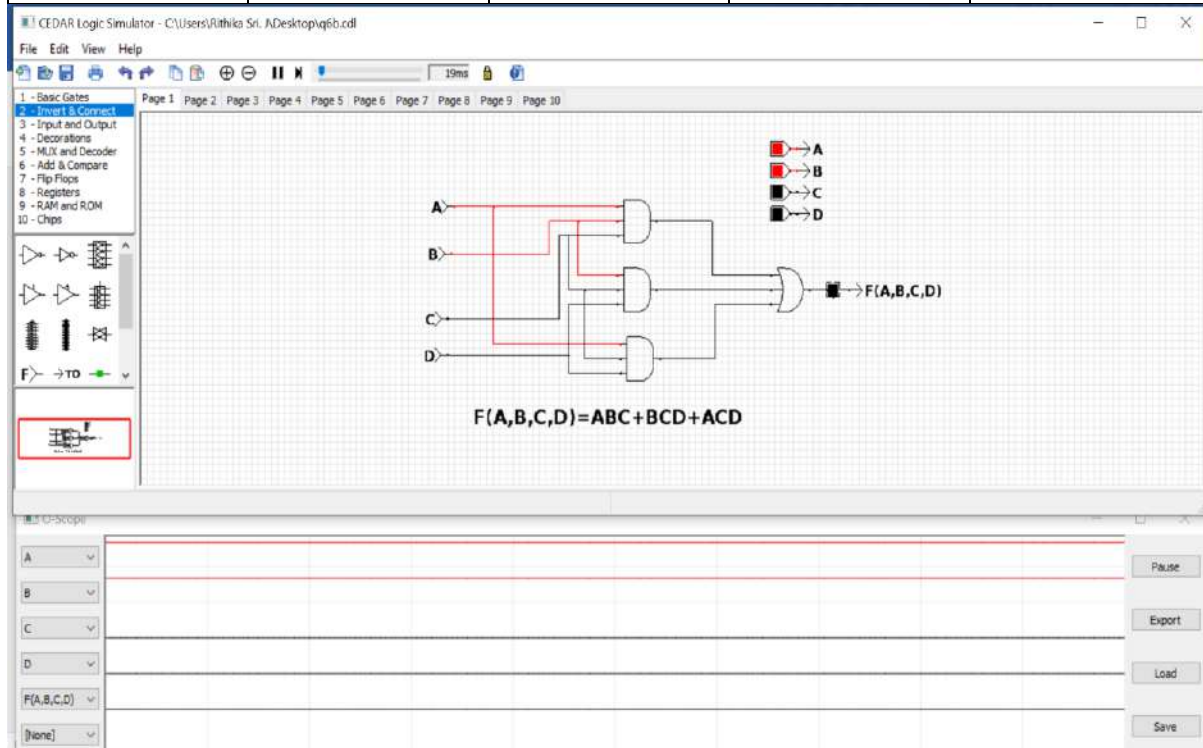 CEDAR Logic Simulator - C:\Users\Rithika Sri. J\Desktop\q6b.cdl
File Edit View Help
19ms
1 - Basic Gates
2 - Invert & Connect
3 - Input and Output
4 - Decorations
5 - MUX and Decoder
6 - Add & Compare
7 - Flip Flops
8 - Registers
9 - RAM and ROM
10 - Chips
Page 1 Page 2 Page 3 Page 4 Page 5 Page 6 Page 7 Page 8 Page 9 Page 10
A
B
C
D
A
B
C
D
F(A,B,C,D)
F(A,B,C,D)=ABC+BCD+ACD
F
TO
O-Scope
A
B
C
D
F(A,B,C,D)
[None]
Pause
Export
Load
Save